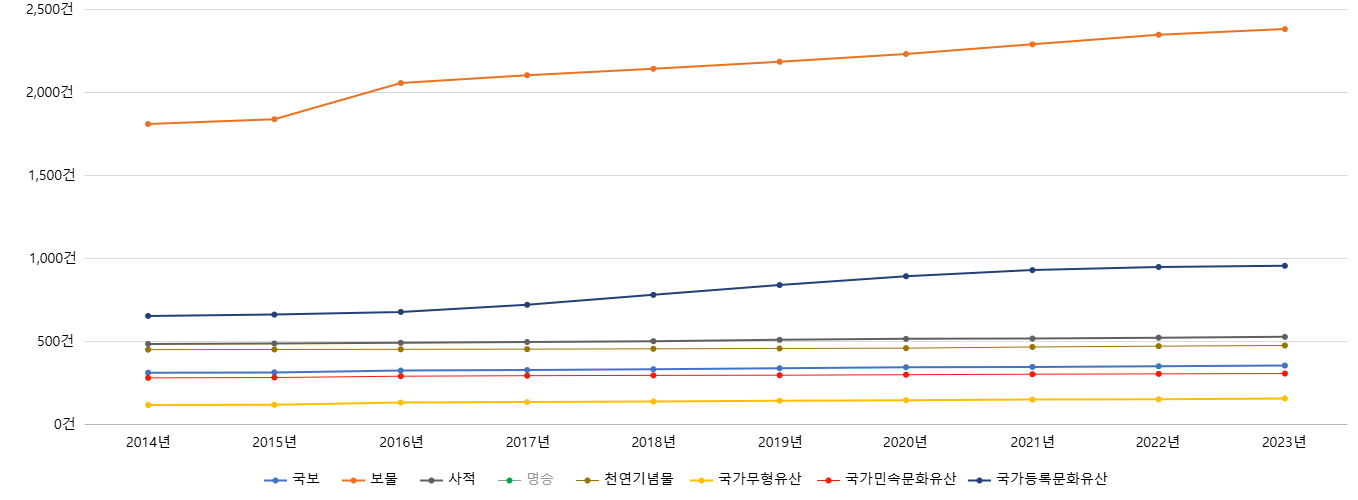 2,500건
2,000건
1,500건
1,000건
500건
0건
2014년 2015년 2016년 2017년 2018년 2019년 2020년 2021년 2022년 2023년
국보 보물 사적 명승 천연기념물 국가무형유산 국가민속문화유산 국가등록문화유산